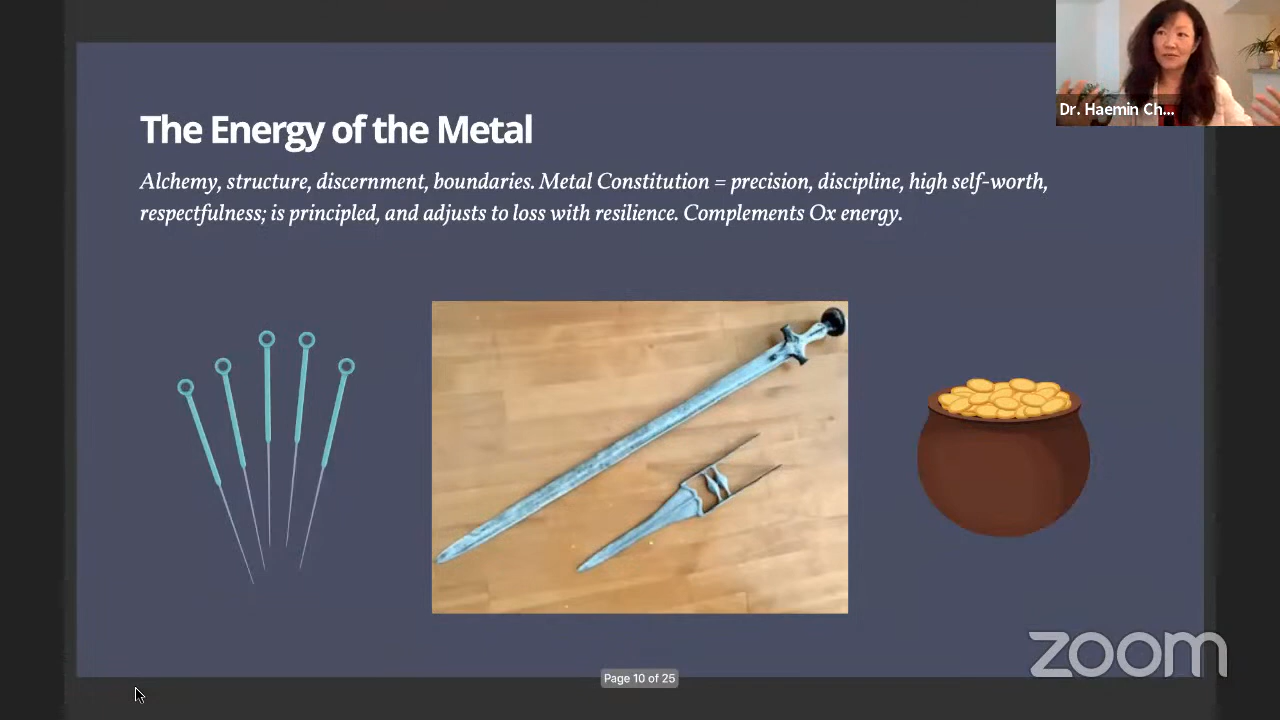 Dr. Haemin Ch...
The Energy of the Metal
Alchemy, structure, discernment, boundaries. Metal Constitution = precision, discipline, high self-worth,
respectfulness; is principled, and adjusts to loss with resilience. Complements Ox energy.
zoom
Page 10 of 25